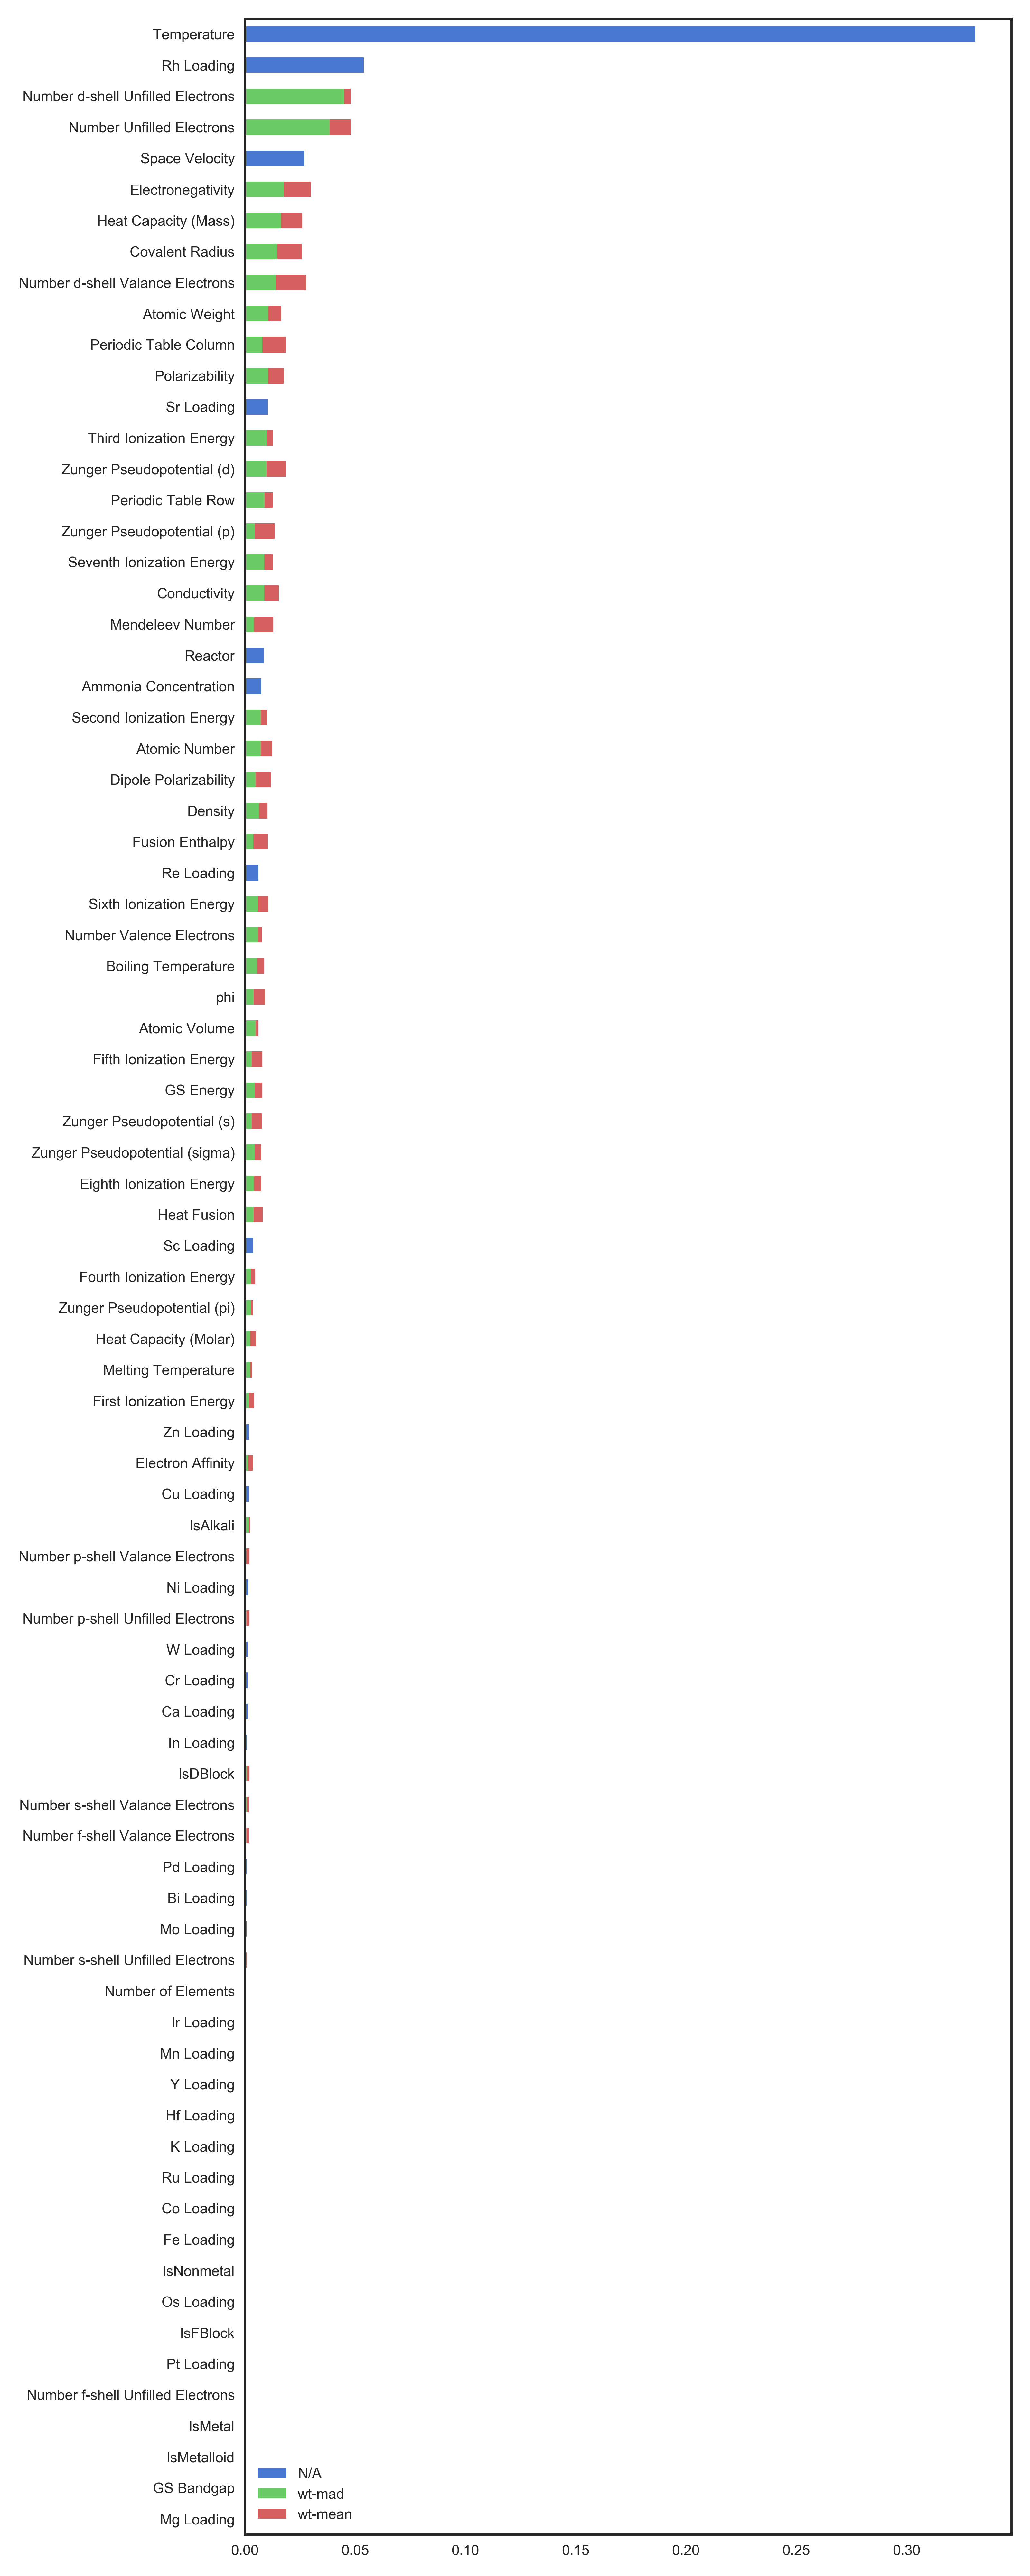 Temperature
Rh Loading
Number d-shell Unfilled Electrons
Number Unfilled Electrons
Space Velocity
Electronegativity
Heat Capacity (Mass)
Covalent Radius
Number d-shell Valance Electrons
Atomic Weight
Periodic Table Column
Polarizability
Sr Loading
Third Ionization Energy
Zunger Pseudopotential (d)
Periodic Table Row
Zunger Pseudopotential (p)
Seventh Ionization Energy
Conductivity
Mendeleev Number
Reactor
Ammonia Concentration
Second Ionization Energy
Atomic Number
Dipole Polarizability
Density
Fusion Enthalpy
Re Loading
Sixth Ionization Energy
Number Valence Electrons
Boiling Temperature
phi
Atomic Volume
Fifth Ionization Energy
GS Energy
Zunger Pseudopotential (s)
Zunger Pseudopotential (sigma)
Eighth Ionization Energy
Heat Fusion
Sc Loading
Fourth Ionization Energy
Zunger Pseudopotential (pi)
Heat Capacity (Molar)
Melting Temperature
First Ionization Energy
Zn Loading
Electron Affinity
Cu Loading
IsAlkali
Number p-shell Valance Electrons
Ni Loading
Number p-shell Unfilled Electrons
W Loading
Cr Loading
Ca Loading
In Loading
IsDBlock
Number s-shell Valance Electrons
Number f-shell Valance Electrons
Pd Loading
Bi Loading
Mo Loading
Number s-shell Unfilled Electrons
Number of Elements
Ir Loading
Mn Loading
Y Loading
Hf Loading
K Loading
Ru Loading
Co Loading
Fe Loading
IsNonmetal
Os Loading
IsFBlock
Pt Loading
Number f-shell Unfilled Electrons
IsMetal
IsMetalloid
GS Bandgap
Mg Loading
N/A
wt-mad
wt-mean
0.00 0.05 0.10 0.15 0.20 0.25 0.30